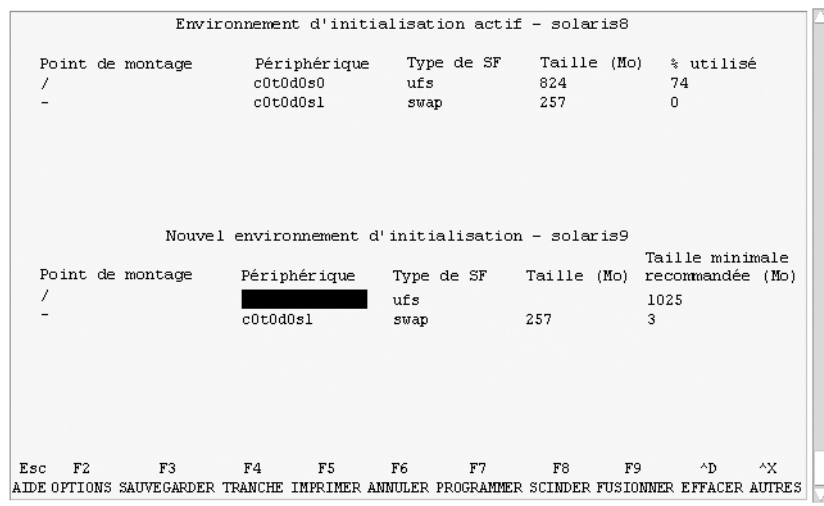 Environnement d'initialisation actif - solaris8
Point de montage Périphérique Type de SF Taille (Mo) % utilisé
/ c0t0d0s0 ufs 824 74
- c0t0d0s1 swap 257 0
Nouvel environnement d'initialisation - solaris9
Taille minimale
Point de montage Périphérique Type de SF Taille (Mo) recommandée (Mo)
/ ufs 1025
- c0t0d0s1 swap 257 3
Esc F2 F3 F4 F5 F6 F7 F8 F9 ^D ^X
AIDE OPTIONS SAUVEGARDER TRANCHE IMPRIMER ANNULER PROGRAMMER SCINDER FUSIONNER EFFACER AUTRES